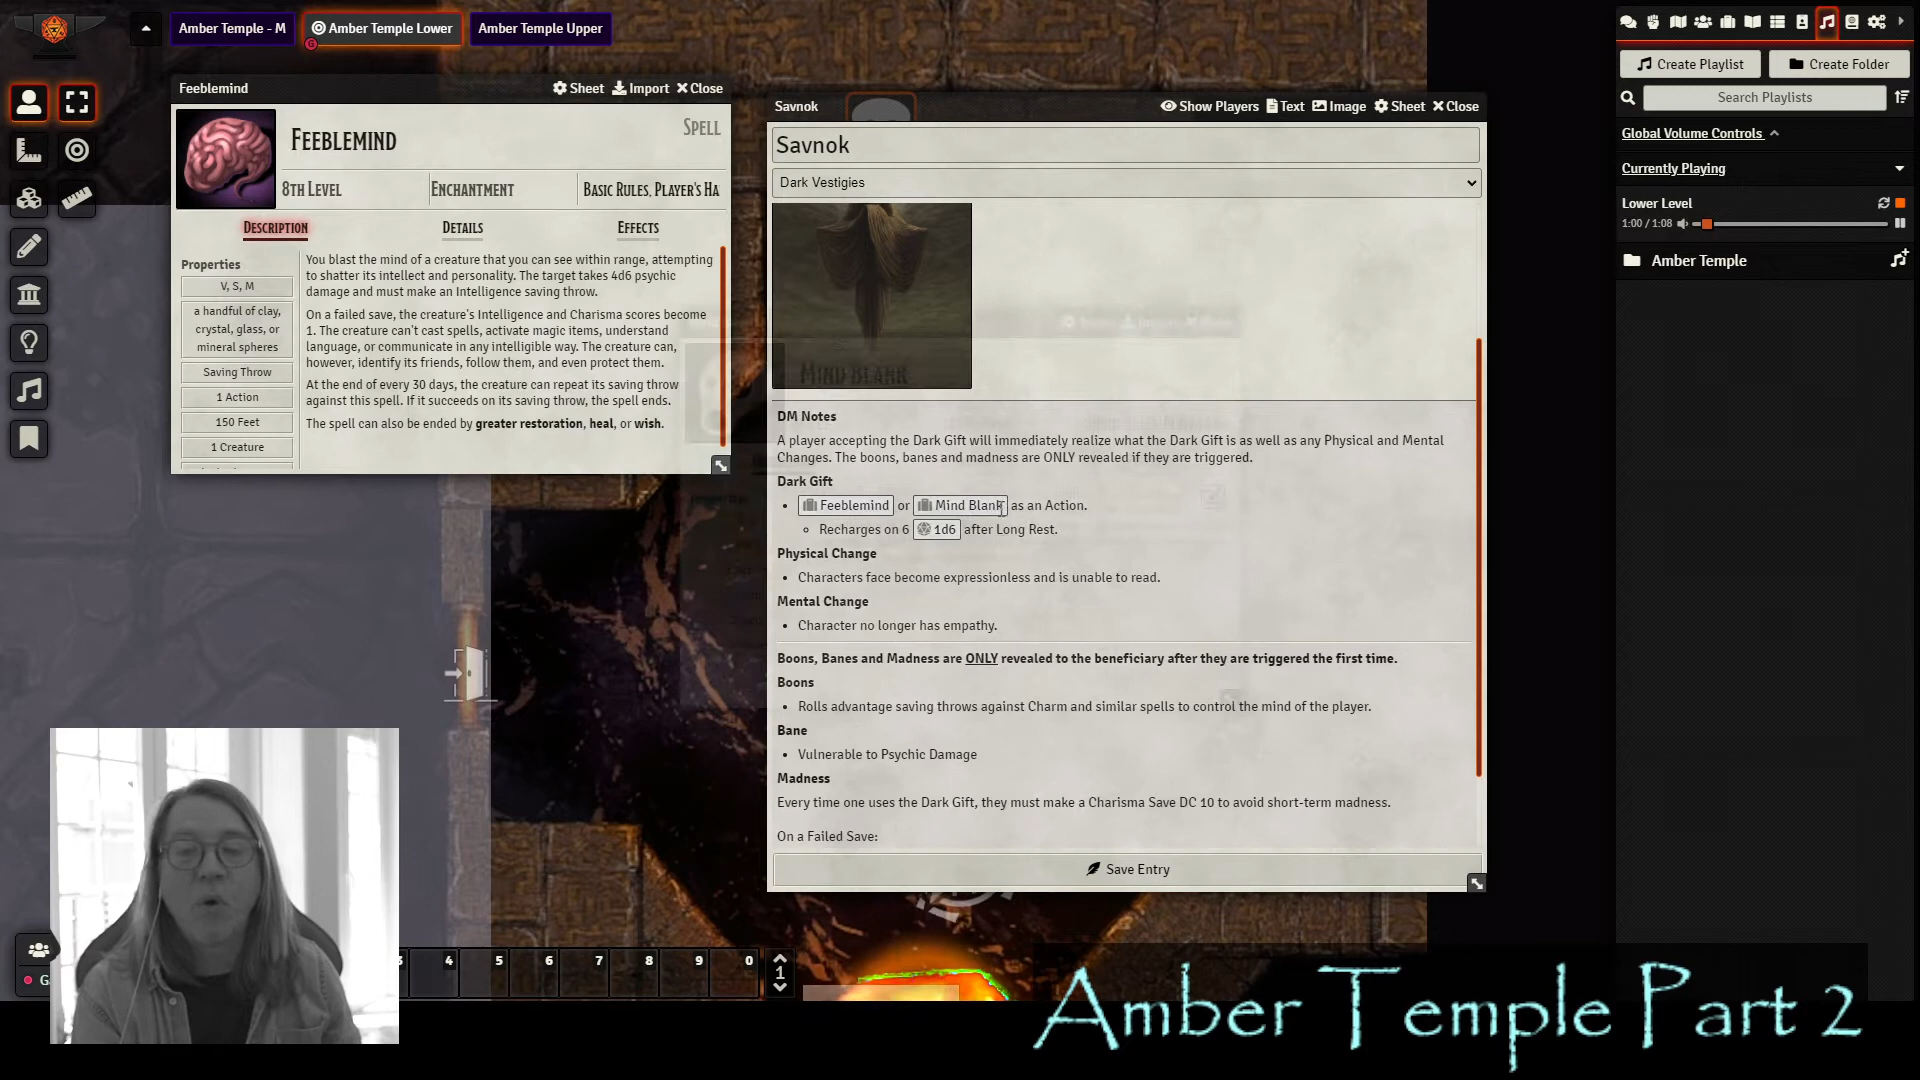 Amber Temple - M
Amber Temple Lower
G
Amber Temple Upper
Create Playlist
Create Folder
Search Playlists
Global Volume Controls
Currently Playing
Lower Level
1:00 / 1:08
Amber Temple
Feeblemind
Sheet
Import
Close
Feeblemind
Spell
8th Level
Enchantment
Basic Rules, Player's Ha
Description
Details
Effects
Properties
V, S, M
a handful of clay,
crystal, glass, or
mineral spheres
Saving Throw
1 Action
150 Feet
1 Creature
You blast the mind of a creature that you can see within range, attempting
to shatter its intellect and personality. The target takes 4d6 psychic
damage and must make an Intelligence saving throw.
On a failed save, the creature's Intelligence and Charisma scores become
1. The creature can't cast spells, activate magic items, understand
language, or communicate in any intelligible way. The creature can,
however, identify its friends, follow them, and even protect them.
At the end of every 30 days, the creature can repeat its saving throw
against this spell. If it succeeds on its saving throw, the spell ends.
The spell can also be ended by greater restoration, heal, or wish.
Savnok
Show Players
Text
Image
Sheet
Close
Savnok
Dark Vestigies
Mind Blank
DM Notes
A player accepting the Dark Gift will immediately realize what the Dark Gift is as well as any Physical and Mental
Changes. The boons, banes and madness are ONLY revealed if they are triggered.
Dark Gift
• Feeblemind or Mind Blank as an Action.
Recharges on 6 1d6 after Long Rest.
Physical Change
• Characters face become expressionless and is unable to read.
Mental Change
• Character no longer has empathy.
Boons, Banes and Madness are ONLY revealed to the beneficiary after they are triggered the first time.
Boons
• Rolls advantage saving throws against Charm and similar spells to control the mind of the player.
Bane
• Vulnerable to Psychic Damage
Madness
Every time one uses the Dark Gift, they must make a Charisma Save DC 10 to avoid short-term madness.
On a Failed Save:
Save Entry
3 4 5 6 7 8 9 0
1
Amber Temple Part 2